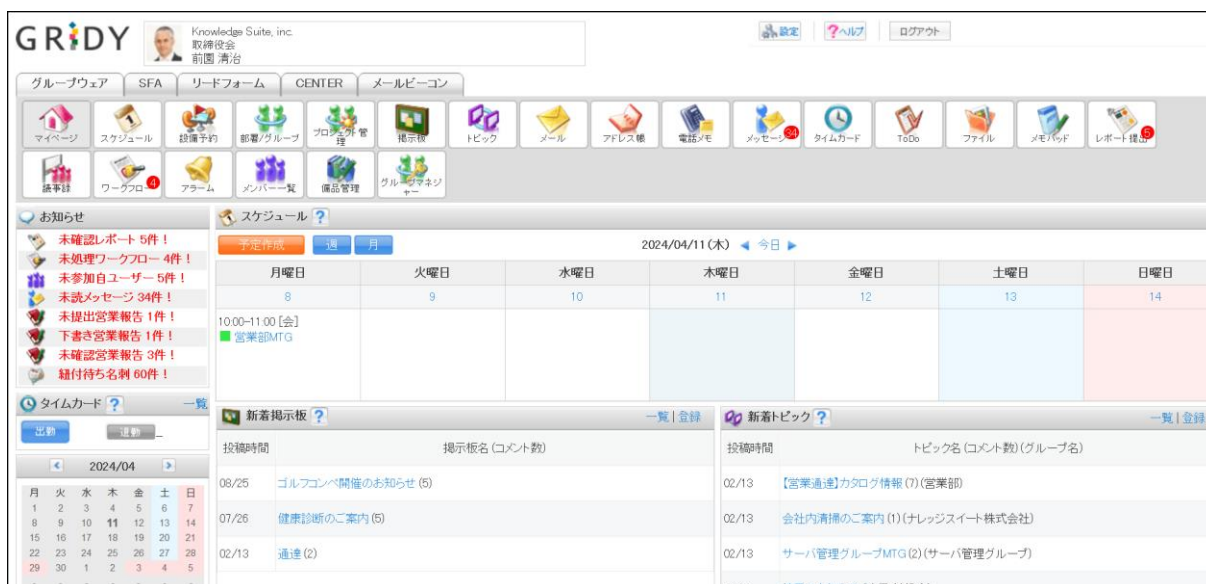 GRiDY
Knowledge Suite, inc.
取締役会
前園 清治
設定 ?ヘルプ ログアウト
グループウェア SFA リードフォーム CENTER メールビーコン
マイページ スケジュール 設備予約 部署/グループ プロジェクト管理 掲示板 トピック メール アドレス帳 電話メモ メッセージ 34 タイムカード ToDo ファイル メモパッド レポート提出 5
議事録 ワークフロー 4 アラーム メンバー一覧 備品管理 グループマネジャー
お知らせ
未確認レポート 5件！
未処理ワークフロー 4件！
未参加自ユーザー 5件！
未読メッセージ 34件！
未提出営業報告 1件！
下書き営業報告 1件！
未確認営業報告 3件！
紐付待ち名刺 60件！
タイムカード ? 一覧
出勤 退勤 _
< 2024/04 >
月 火 水 木 金 土 日
1 2 3 4 5 6 7
8 9 10 11 12 13 14
15 16 17 18 19 20 21
22 23 24 25 26 27 28
29 30 1 2 3 4 5
スケジュール ?
予定作成 週 月 2024/04/11(木) ◀ 今日 ▶
月曜日 火曜日 水曜日 木曜日 金曜日 土曜日 日曜日
8 9 10 11 12 13 14
10:00-11:00 [会]
営業部MTG
新着掲示板 ? 一覧 | 登録
投稿時間 掲示板名 (コメント数)
08/25 ゴルフコンペ開催のお知らせ (5)
07/26 健康診断のご案内 (5)
02/13 通達 (2)
新着トピック ? 一覧 | 登録
投稿時間 トピック名 (コメント数) (グループ名)
02/13 【営業通達】カタログ情報 (7) (営業部)
02/13 会社内清掃のご案内 (1) (ナレッジスイート株式会社)
02/13 サーバ管理グループMTG (2) (サーバ管理グループ)